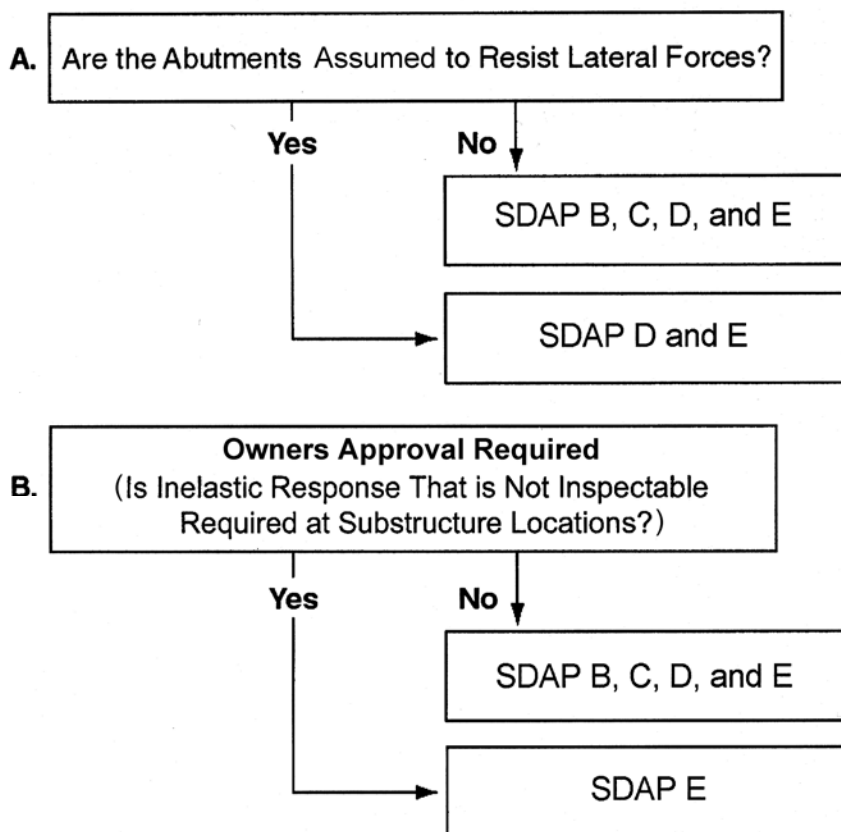 A. Are the Abutments Assumed to Resist Lateral Forces?
Yes No
SDAP B, C, D, and E
SDAP D and E
Owners Approval Required
B. (Is Inelastic Response That is Not Inspectable
Required at Substructure Locations?)
Yes No
SDAP B, C, D, and E
SDAP E